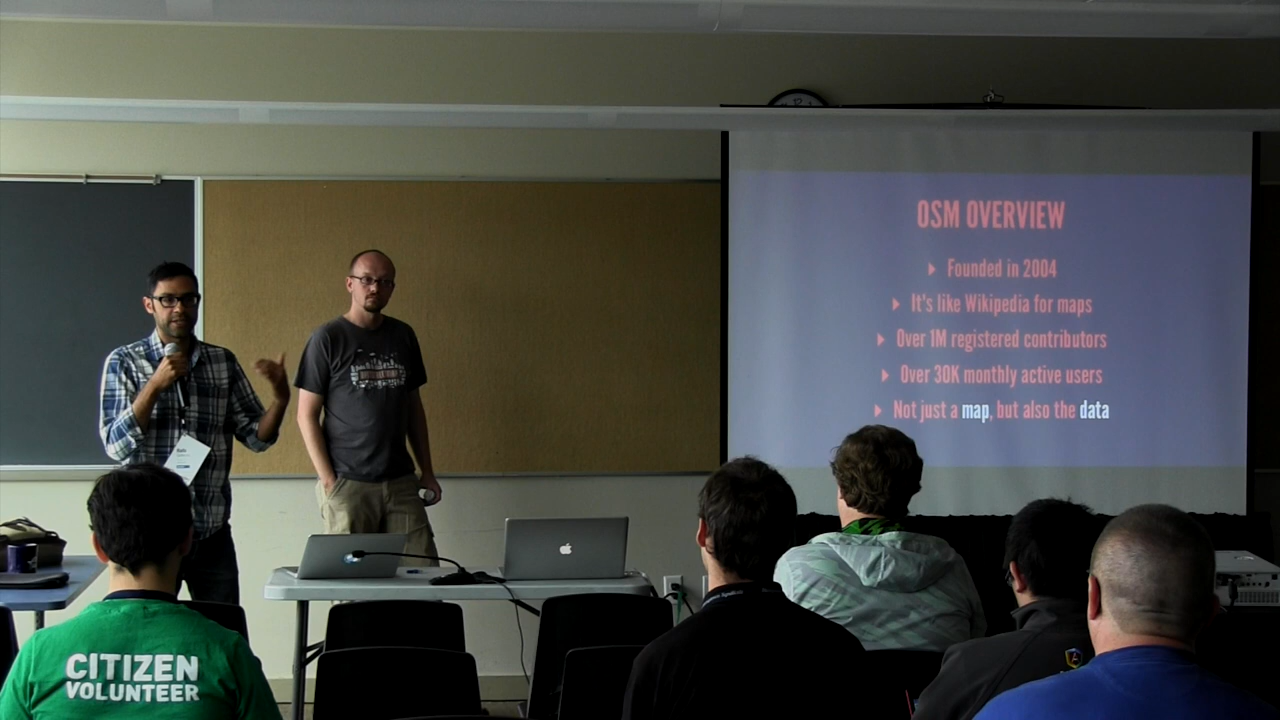 OSM OVERVIEW
Founded in 2004
It's like Wikipedia for maps
Over 1M registered contributors
Over 30K monthly active users
Not just a map, but also the data
CITIZEN
VOLUNTEER